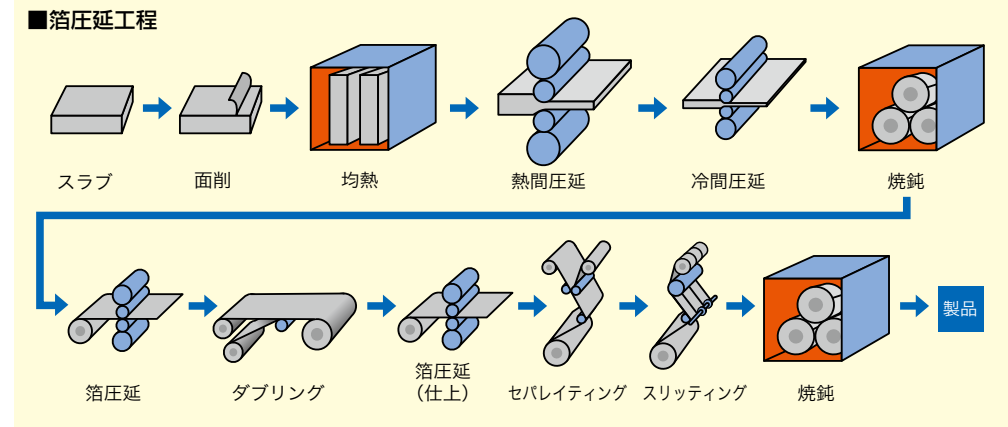 ■箔圧延工程
スラブ
面削
均熱
熱間圧延
冷間圧延
焼鈍
箔圧延
ダブリング
箔圧延
（仕上）
セパレイティング
スリッティング
焼鈍
製品